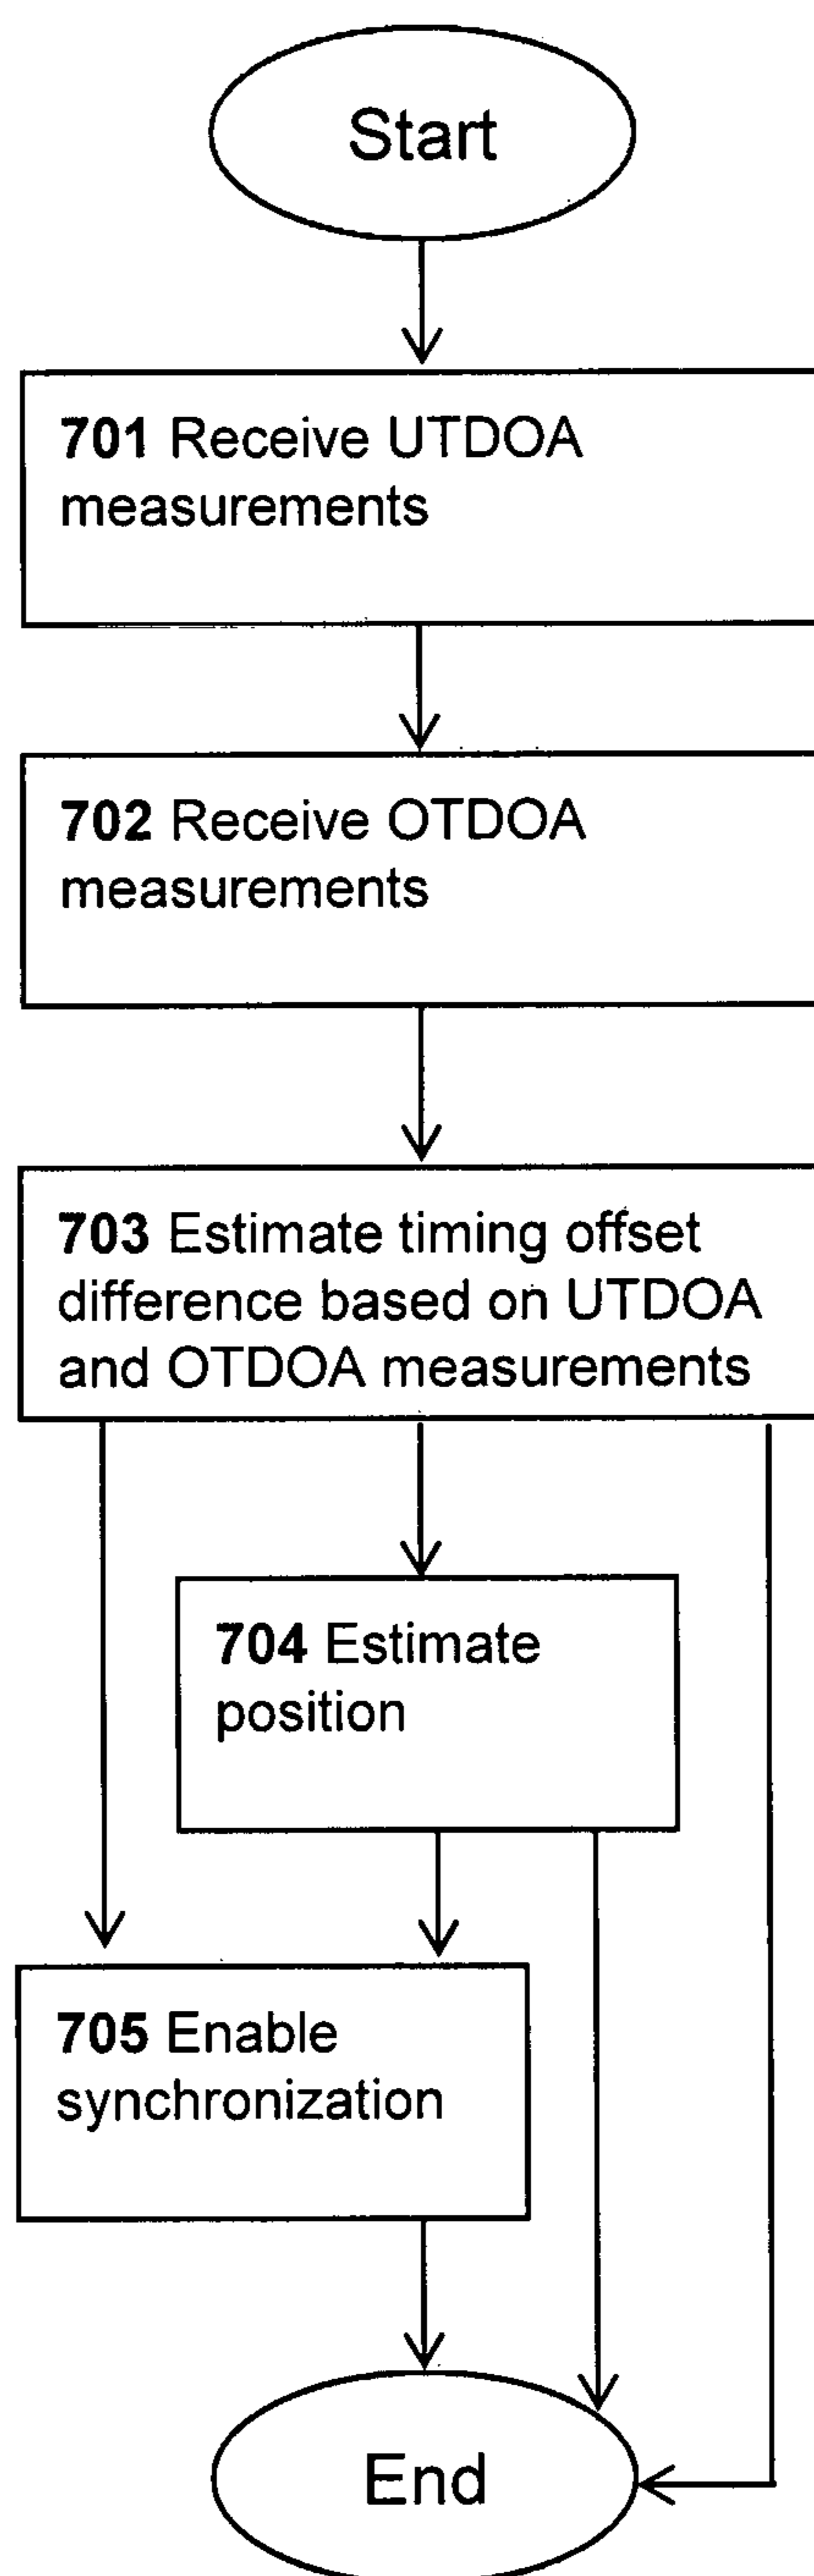 Start
701 Receive UTDOA
measurements
702 Receive OTDOA
measurements
703 Estimate timing offset
difference based on UTDOA
and OTDOA measurements
704 Estimate
position
705 Enable
synchronization
End